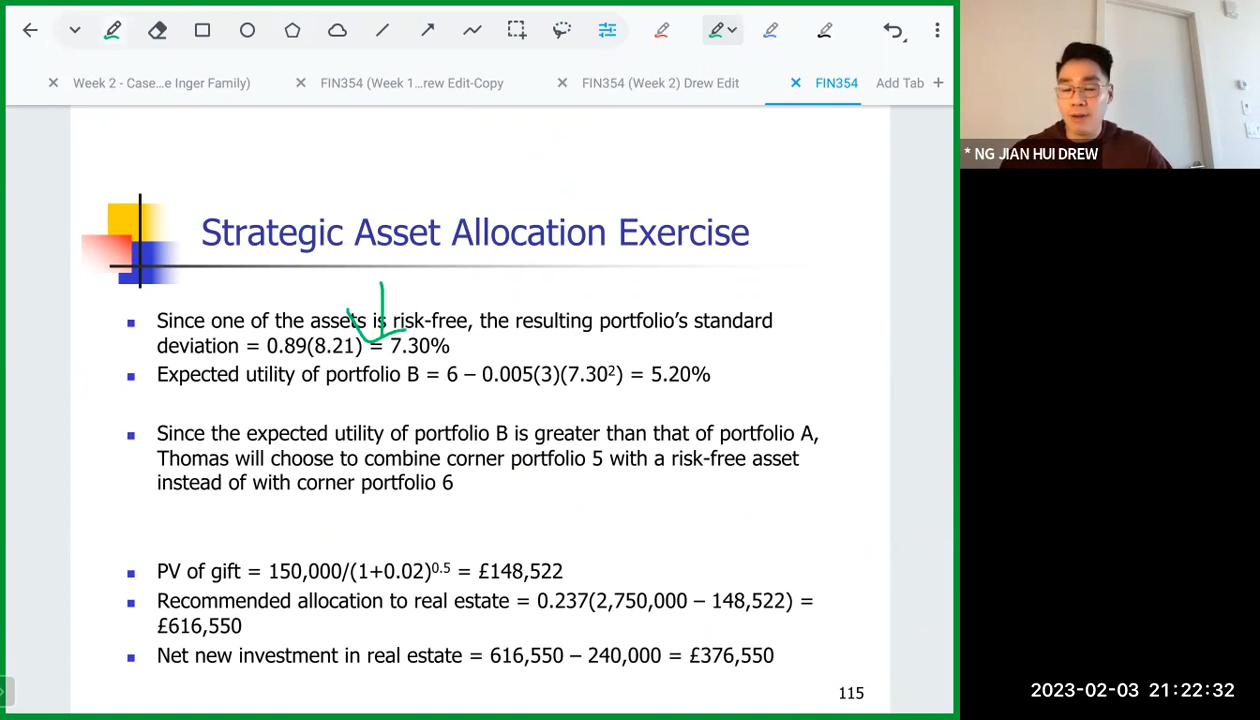 Week 2 - Case...e Inger Family)
FIN354 (Week 1...rew Edit-Copy
FIN354 (Week 2) Drew Edit
FIN354
Add Tab +
* NG JIAN HUI DREW
Strategic Asset Allocation Exercise
Since one of the assets is risk-free, the resulting portfolio's standard
deviation = 0.89(8.21) = 7.30%
Expected utility of portfolio B = 6 – 0.005(3)(7.30²) = 5.20%
Since the expected utility of portfolio B is greater than that of portfolio A,
Thomas will choose to combine corner portfolio 5 with a risk-free asset
instead of with corner portfolio 6
PV of gift = 150,000/(1+0.02)⁰·⁵ = £148,522
Recommended allocation to real estate = 0.237(2,750,000 – 148,522) =
£616,550
Net new investment in real estate = 616,550 – 240,000 = £376,550
115
2023-02-03 21:22:32